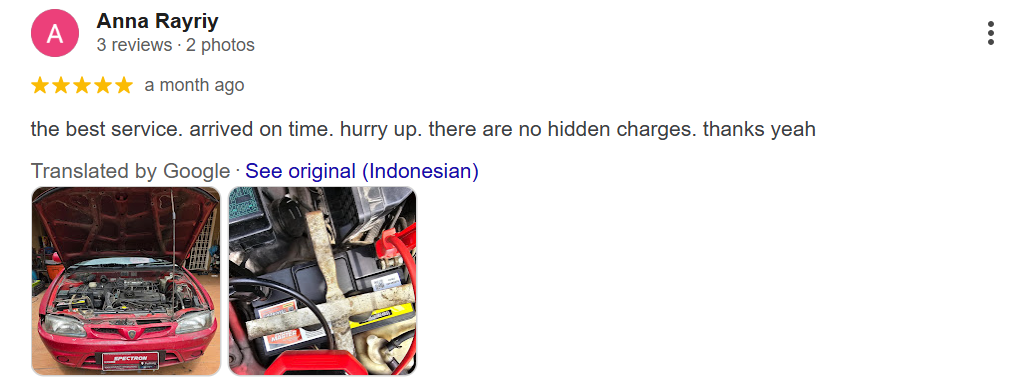 A
Anna Rayriy
3 reviews · 2 photos
a month ago
the best service. arrived on time. hurry up. there are no hidden charges. thanks yeah
Translated by Google · See original (Indonesian)
SPECTRON
MASTER